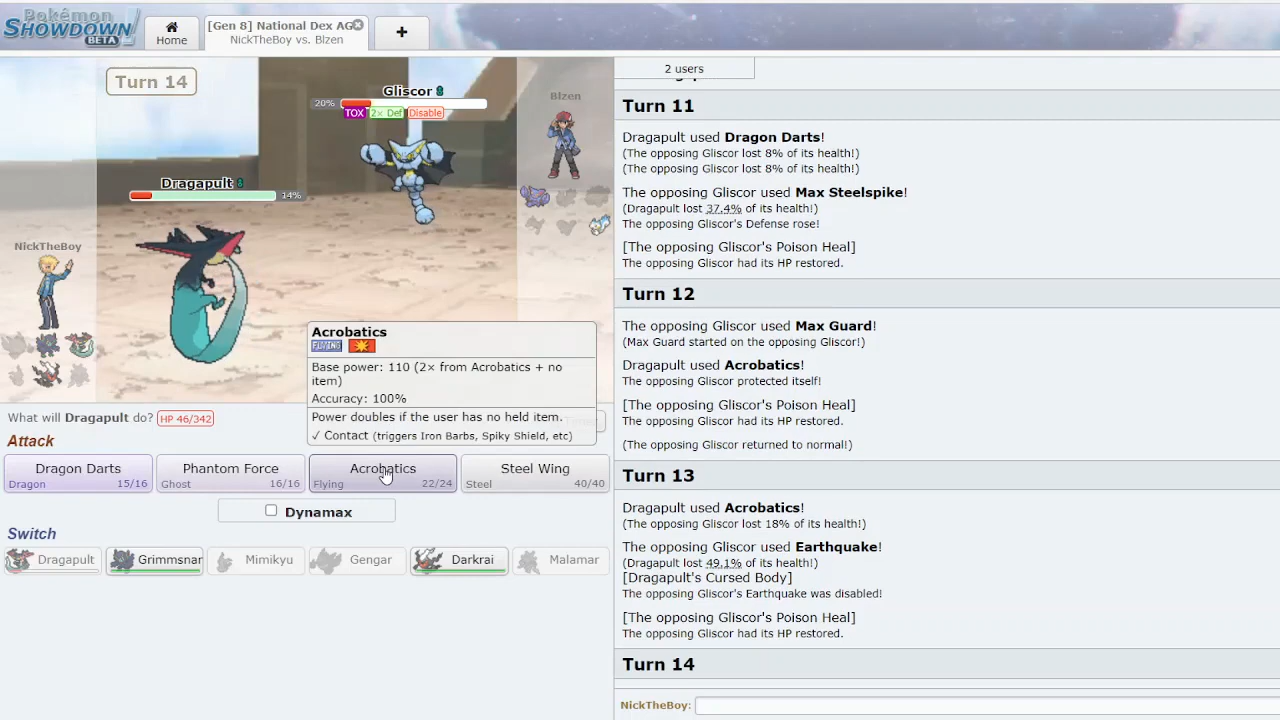 Pokémon
SHOWDOWN
BETA
Home
[Gen 8] National Dex AG
NickTheBoy vs. Blzen
+
Turn 14
Gliscor
20%
TOX 2× Def Disable
Blzen
Dragapult
14%
NickTheBoy
Acrobatics
FLYING
Base power: 110 (2× from Acrobatics + no
item)
Accuracy: 100%
Power doubles if the user has no held item.
✓ Contact (triggers Iron Barbs, Spiky Shield, etc)
What will Dragapult do? HP 46/342
Attack
Dragon Darts
Dragon 15/16
Phantom Force
Ghost 16/16
Acrobatics
Flying 22/24
Steel Wing
Steel 40/40
Dynamax
Switch
Dragapult
Grimmsnar
Mimikyu
Gengar
Darkrai
Malamar
2 users
Turn 11
Dragapult used Dragon Darts!
(The opposing Gliscor lost 8% of its health!)
(The opposing Gliscor lost 8% of its health!)
The opposing Gliscor used Max Steelspike!
(Dragapult lost 37.4% of its health!)
The opposing Gliscor's Defense rose!
[The opposing Gliscor's Poison Heal]
The opposing Gliscor had its HP restored.
Turn 12
The opposing Gliscor used Max Guard!
(Max Guard started on the opposing Gliscor!)
Dragapult used Acrobatics!
The opposing Gliscor protected itself!
[The opposing Gliscor's Poison Heal]
The opposing Gliscor had its HP restored.
(The opposing Gliscor returned to normal!)
Turn 13
Dragapult used Acrobatics!
(The opposing Gliscor lost 18% of its health!)
The opposing Gliscor used Earthquake!
(Dragapult lost 49.1% of its health!)
[Dragapult's Cursed Body]
The opposing Gliscor's Earthquake was disabled!
[The opposing Gliscor's Poison Heal]
The opposing Gliscor had its HP restored.
Turn 14
NickTheBoy: